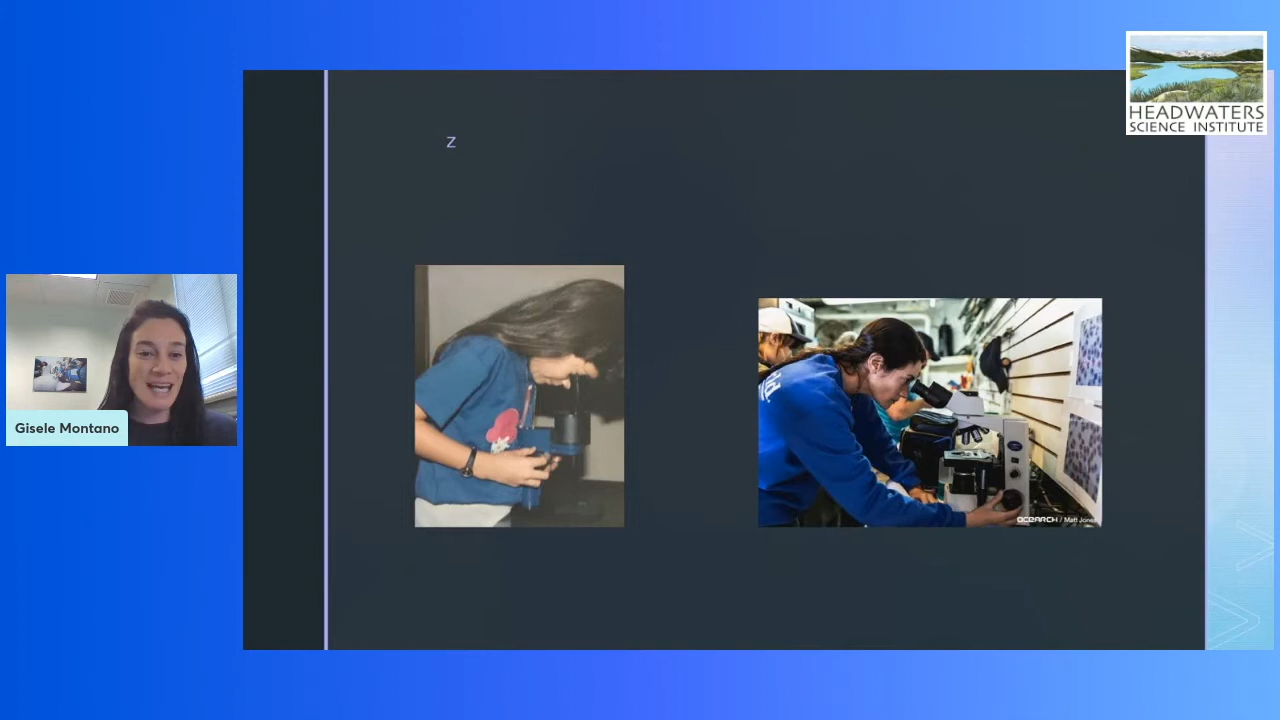 HEADWATERS
SCIENCE INSTITUTE
z
Gisele Montano
OCEARCH / Matt Jones